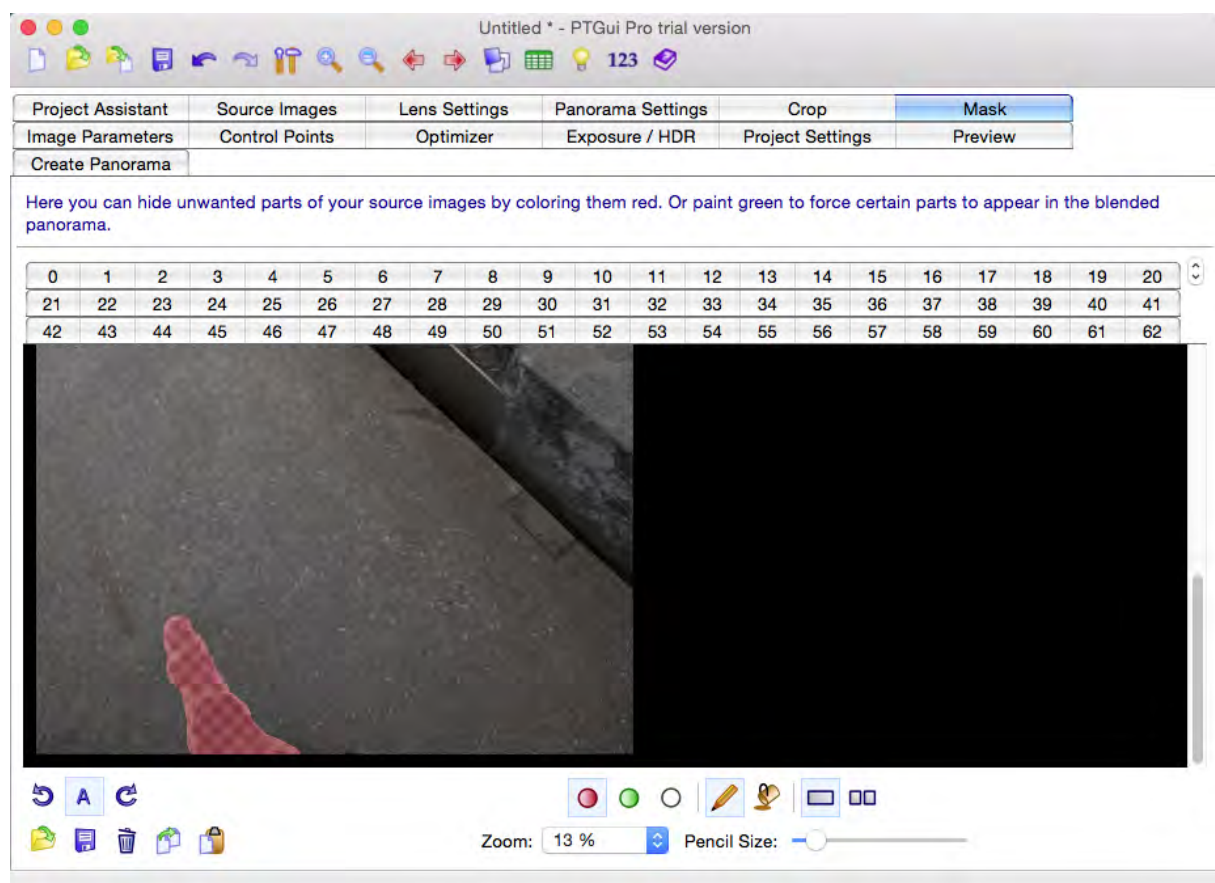 Untitled * - PTGui Pro trial version
123
Project Assistant Source Images Lens Settings Panorama Settings Crop Mask
Image Parameters Control Points Optimizer Exposure / HDR Project Settings Preview
Create Panorama
Here you can hide unwanted parts of your source images by coloring them red. Or paint green to force certain parts to appear in the blended
panorama.
0 1 2 3 4 5 6 7 8 9 10 11 12 13 14 15 16 17 18 19 20
21 22 23 24 25 26 27 28 29 30 31 32 33 34 35 36 37 38 39 40 41
42 43 44 45 46 47 48 49 50 51 52 53 54 55 56 57 58 59 60 61 62
A
Zoom: 13 % Pencil Size: